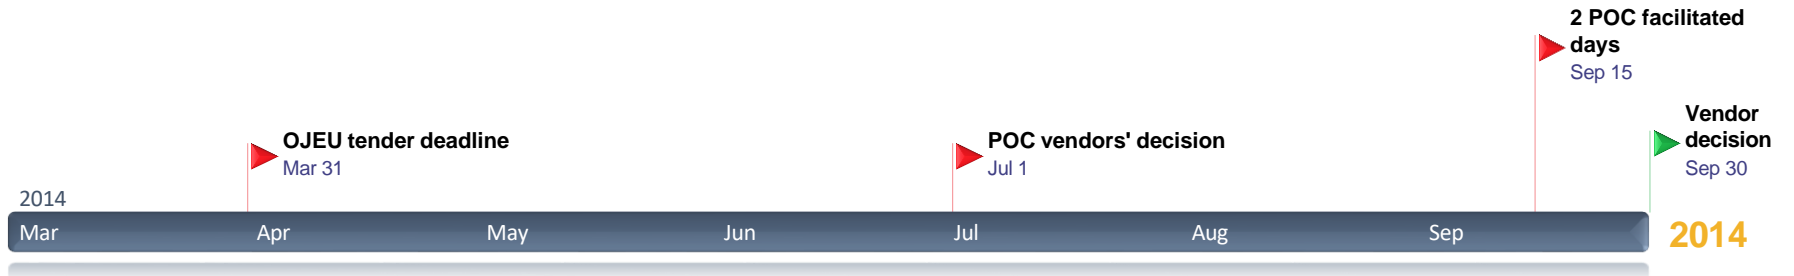 2 POC facilitated
days
Sep 15
Vendor
decision
Sep 30
OJEU tender deadline
Mar 31
POC vendors' decision
Jul 1
2014
Mar Apr May Jun Jul Aug Sep 2014